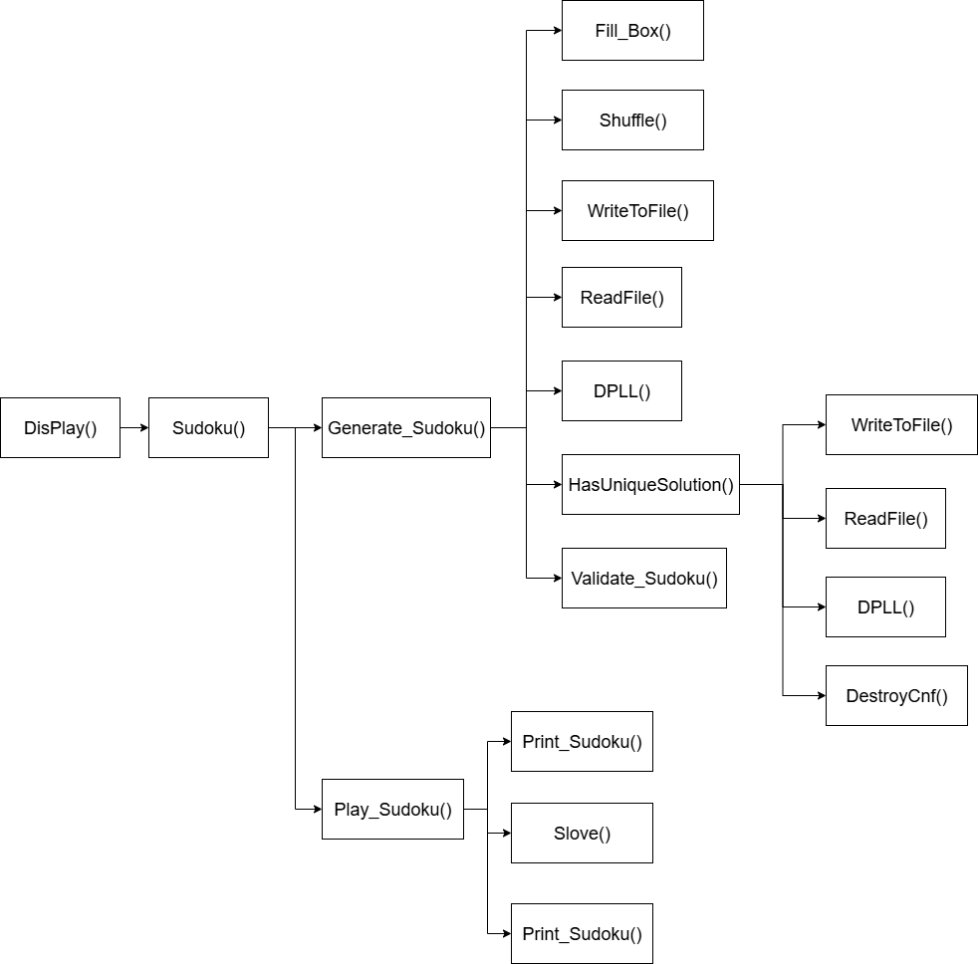 Fill_Box()
Shuffle()
WriteToFile()
ReadFile()
DPLL()
DisPlay()
Sudoku()
Generate_Sudoku()
HasUniqueSolution()
Validate_Sudoku()
WriteToFile()
ReadFile()
DPLL()
DestroyCnf()
Play_Sudoku()
Print_Sudoku()
Slove()
Print_Sudoku()